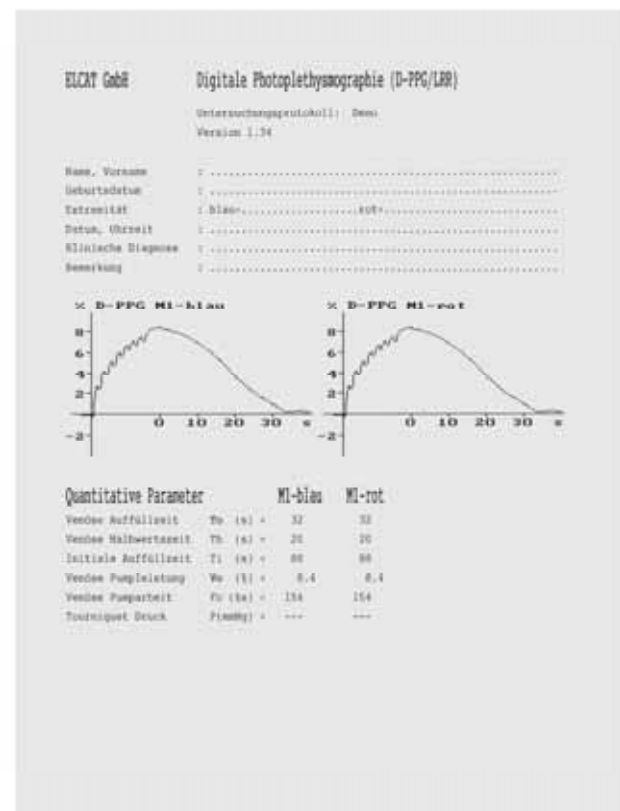 ELCAT GmbH Digitale Photoplethysmographie (D-PPG/LRR)
Untersuchungsprotokoll: Demo
Version 1.34
Name, Vorname : ........................................
Geburtsdatum : ........................................
Extremität : blau=....................rot=....................
Datum, Uhrzeit : ........................................
Klinische Diagnose : ........................................
Bemerkung : ........................................
% D-PPG M1-blau % D-PPG M1-rot
8 8
6 6
4 4
2 2
0 10 20 30 s 0 10 20 30 s
-2 -2
Quantitative Parameter M1-blau M1-rot
Venöse Auffüllzeit To (s) = 32 32
Venöse Halbwertszeit Th (s) = 20 20
Initiale Auffüllzeit Ti (s) =
Venöse Pumpleistung Vo (%) = 8.4 8.4
Venöse Pumparbeit Fo (%s) = 154 154
Tourniquet Druck P(mmHg) = --- ---